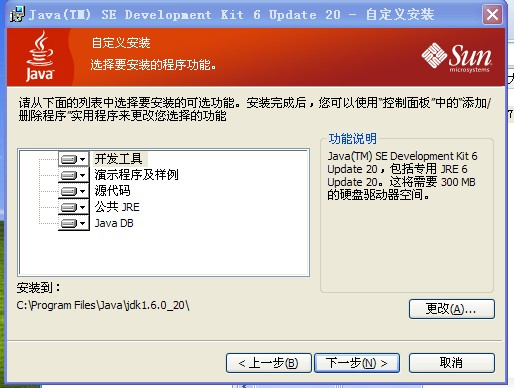 Java(TM) SE Development Kit 6 Update 20 - 自定义安装
Java
自定义安装
选择要安装的程序功能。
Sun
microsystems
请从下面的列表中选择要安装的可选功能。安装完成后，您可以使用"控制面板"中的"添加/
删除程序"实用程序来更改您选择的功能
开发工具
演示程序及样例
源代码
公共 JRE
Java DB
功能说明
Java(TM) SE Development Kit 6
Update 20，包括专用 JRE 6
Update 20。这将需要 300 MB
的硬盘驱动器空间。
安装到：
C:\Program Files\Java\jdk1.6.0_20\
更改(A)...
< 上一步(B)
下一步(N) >
取消